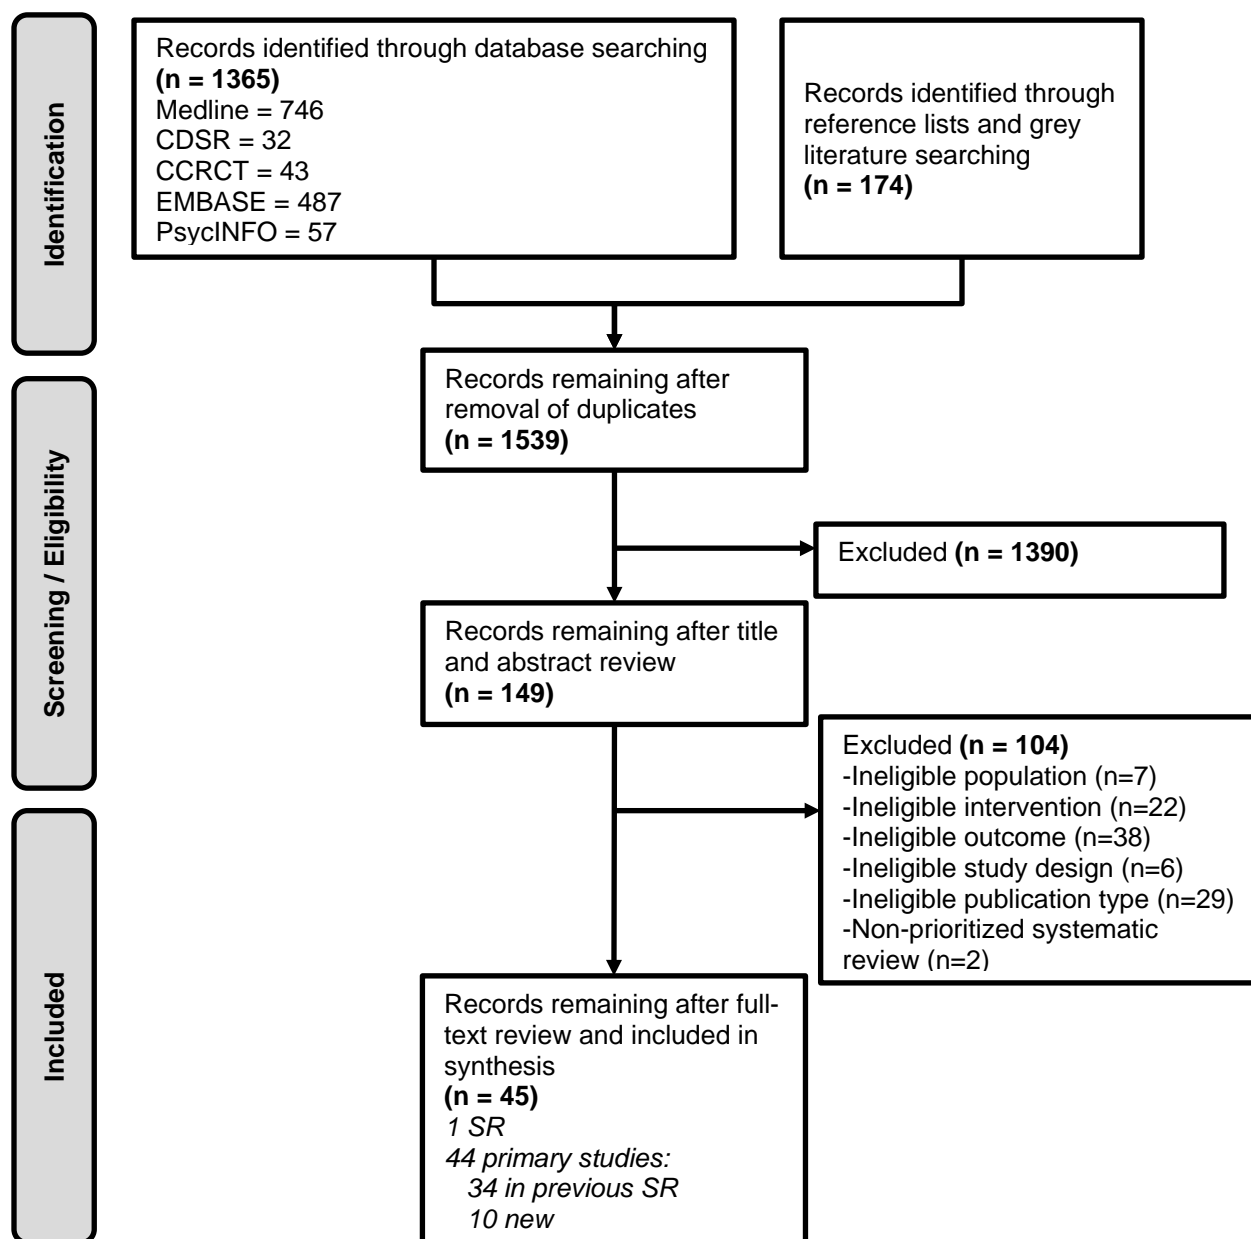 Identification
Records identified through database searching
(n = 1365)
Medline = 746
CDSR = 32
CCRCT = 43
EMBASE = 487
PsycINFO = 57
Records identified through
reference lists and grey
literature searching
(n = 174)
Screening / Eligibility
Records remaining after
removal of duplicates
(n = 1539)
Excluded (n = 1390)
Records remaining after title
and abstract review
(n = 149)
Excluded (n = 104)
-Ineligible population (n=7)
-Ineligible intervention (n=22)
-Ineligible outcome (n=38)
-Ineligible study design (n=6)
-Ineligible publication type (n=29)
-Non-prioritized systematic
review (n=2)
Included
Records remaining after full-
text review and included in
synthesis
(n = 45)
1 SR
44 primary studies:
34 in previous SR
10 new